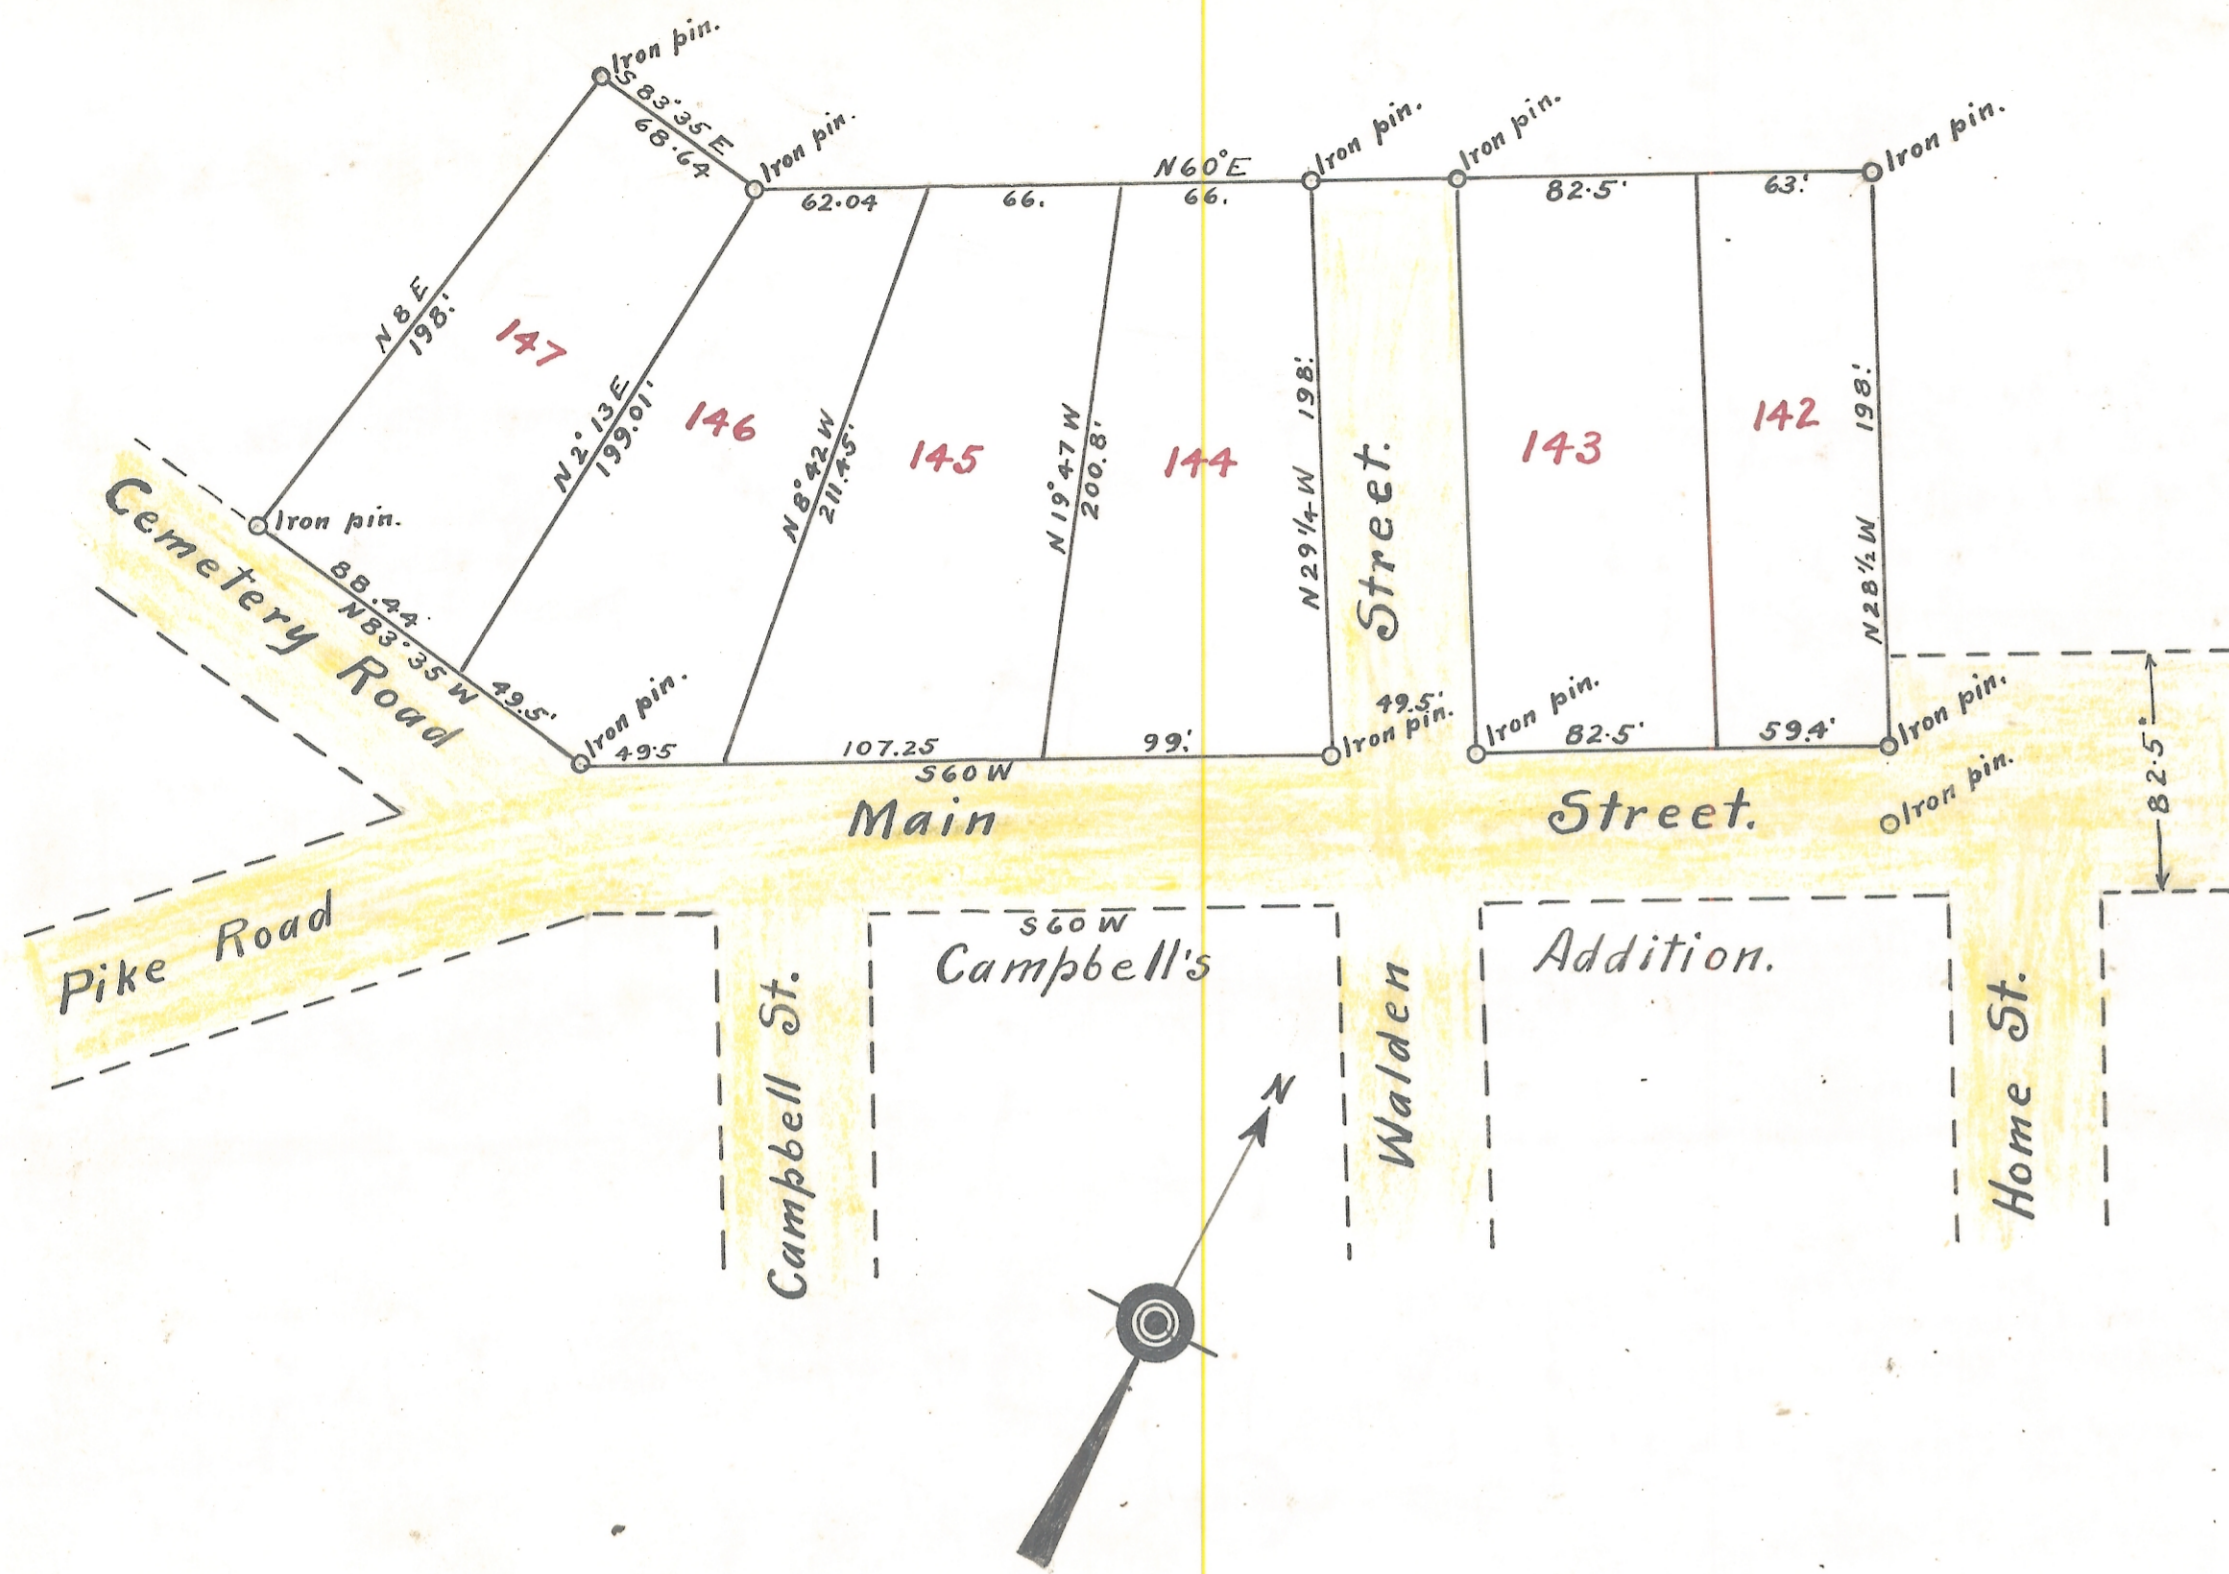 Iron pin.
S 83°35 E
68.64
Iron pin.
N60°E
Iron pin.
Iron pin.
Iron pin.
62.04
66.
66.
82.5'
63.'
N 8 E
198.'
147
N 2°13 E
199.01'
146
N 8°42 W
211.45'
145
N 19°47 W
200.8'
144
N 29 1/4 W 198.'
Street.
143
142
N 28 1/2 W 198.'
Iron pin.
Cemetery Road
88.44
N 83°35 W
49.5'
Iron pin.
49.5
107.25
S60W
99.'
49.5'
Iron pin.
Iron pin.
82.5'
59.4'
Iron pin.
Iron pin.
82.5'
Main Street.
Pike Road
S60W
Campbell's Addition.
Campbell St.
Walden
Home St.
N